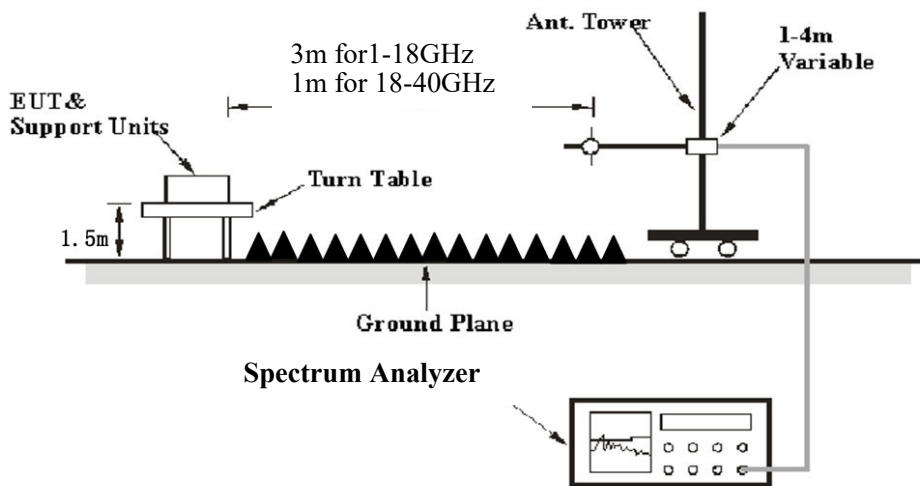 Ant. Tower
1-4m
Variable
3m for1-18GHz
1m for 18-40GHz
EUT&
Support Units
Turn Table
1.5m
Ground Plane
Spectrum Analyzer